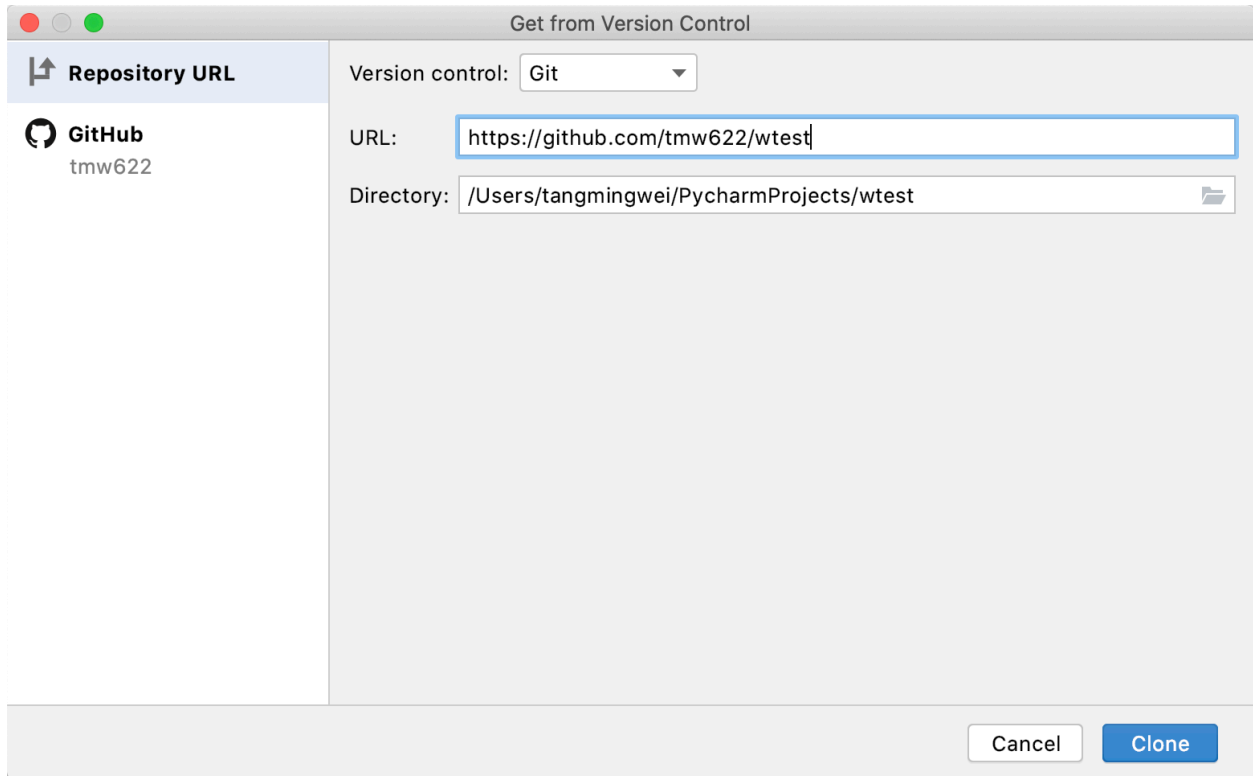 Get from Version Control
Repository URL
GitHub
tmw622
Version control: Git
URL: https://github.com/tmw622/wtest
Directory: /Users/tangmingwei/PycharmProjects/wtest
Cancel Clone